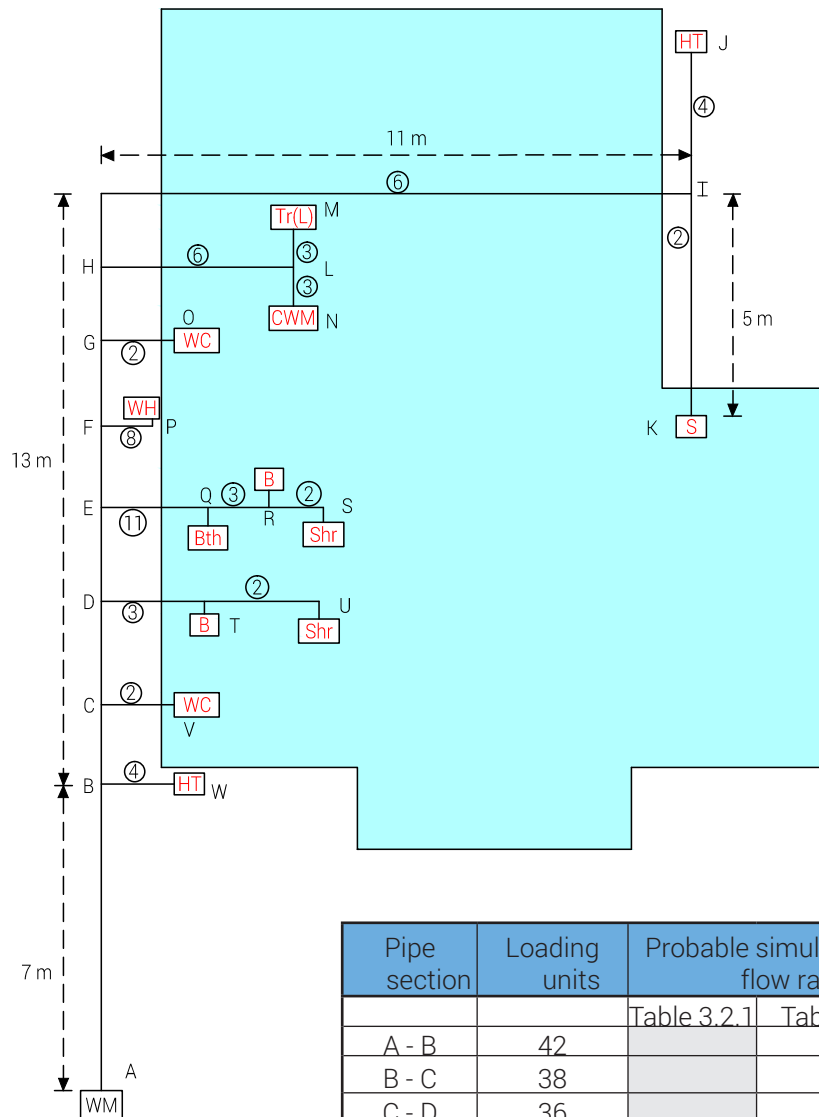 HT J
4
11 m
6
I
Tr(L) M
3
2
H 6 L
3
CWM N
O
G WC
2
5 m
WH
F P
8
K S
13 m
B
Q 3 2 S
E
11 R
Bth Shr
2
D
3 U
B T
Shr
2
C WC
V
4
B HT W
7 m
A
WM
Pipe section
Loading units
Probable simul
flow ra
Table 3.2.1 Tab
A - B 42
B - C 38
C - D 36